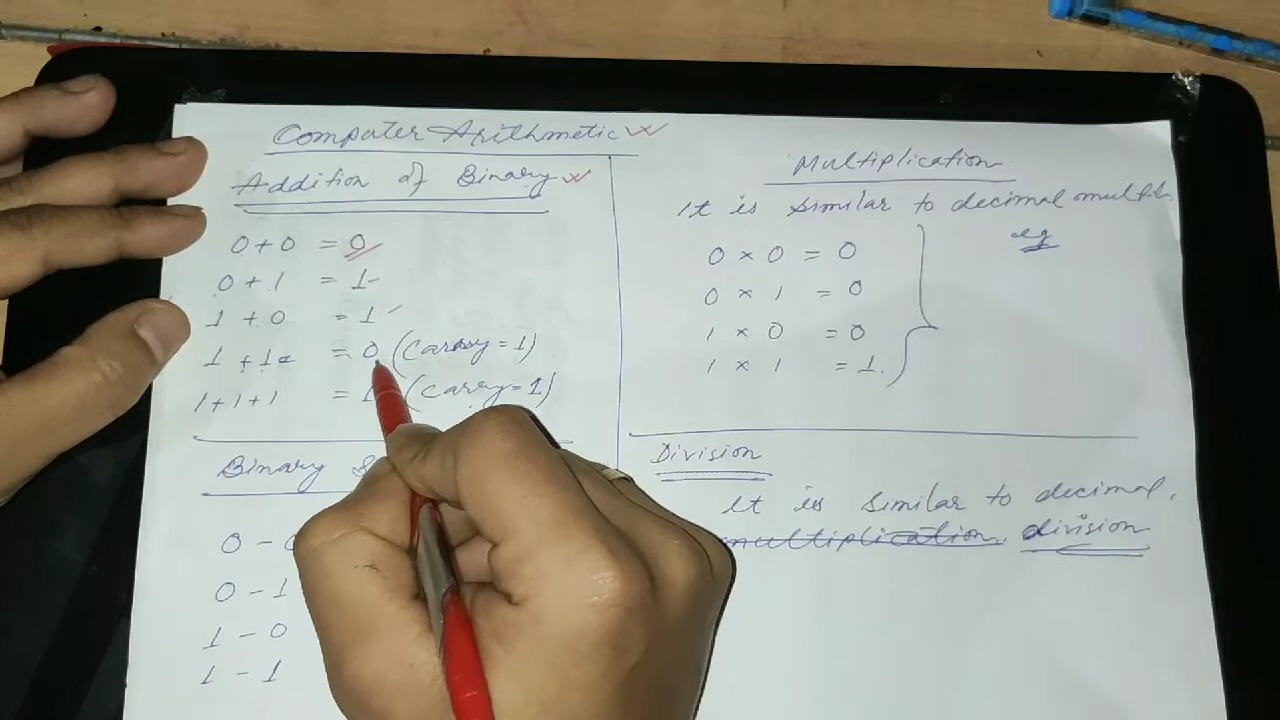 Computer Arithmetic
Addition of Binary
0 + 0 = 0
0 + 1 = 1
1 + 0 = 1
1 + 1 = 0 (Carry = 1)
1 + 1 + 1 = 1 (Carry = 1)
Binary
0 -
0 - 1
1 - 0
1 - 1
Multiplication
It is similar to decimal
0 × 0 = 0
0 × 1 = 0
1 × 0 = 0
1 × 1 = 1.
eg
Division
It is similar to decimal.
multiplication. division